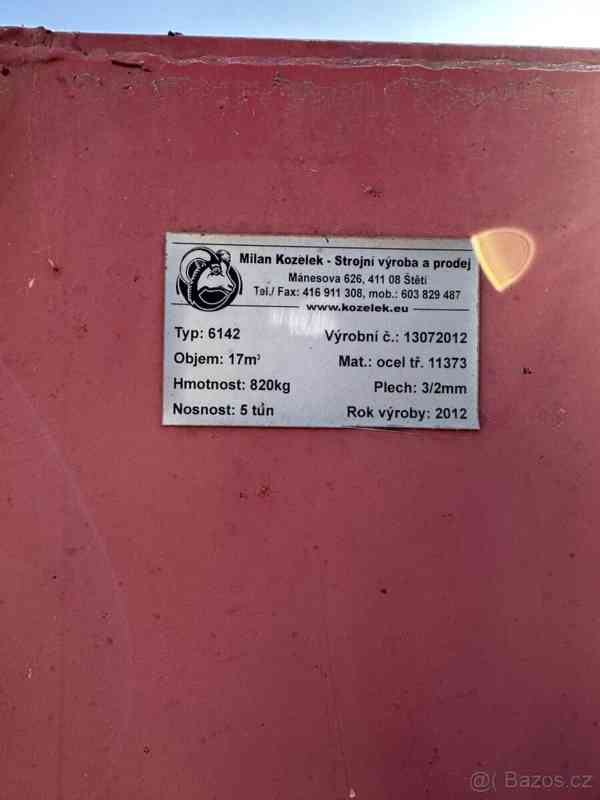 Milan Kozelek - Strojní výroba a prodej
Mánesova 626, 411 08 Štětí
Tel./ Fax: 416 911 308, mob.: 603 829 487
www.kozelek.eu
Typ: 6142 Výrobní č.: 13072012
Objem: 17m³ Mat.: ocel tř. 11373
Hmotnost: 820kg Plech: 3/2mm
Nosnost: 5 tun Rok výroby: 2012
@( Bazos.cz